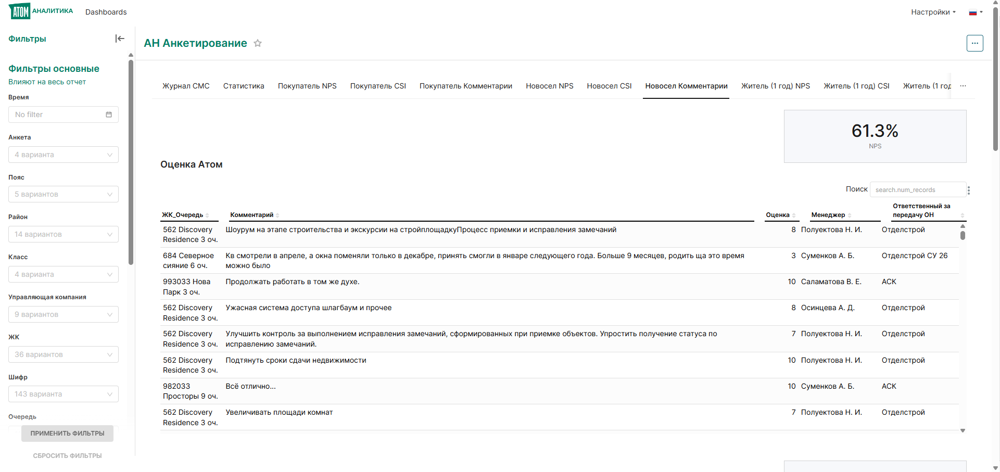 АТОМ АНАЛИТИКА Dashboards Настройки
Фильтры
АН Анкетирование
Фильтры основные
Влияют на весь отчет
Время
No filter
Анкета
4 варианта
Пояс
5 вариантов
Район
14 вариантов
Класс
4 варианта
Управляющая компания
9 вариантов
ЖК
36 вариантов
Шифр
143 варианта
Очередь
ПРИМЕНИТЬ ФИЛЬТРЫ
СБРОСИТЬ ФИЛЬТРЫ
Журнал СМС Статистика Покупатель NPS Покупатель CSI Покупатель Комментарии Новосел NPS Новосел CSI Новосел Комментарии Житель (1 год) NPS Житель (1 год) CSI Житель (1 год ...
61.3%
NPS
Оценка Атом
Поиск search.num_records
ЖК_Очередь Комментарий Оценка Менеджер Ответственный за
передачу ОН
562 Discovery Шоурум на этапе строительства и экскурсии на стройплощадкуПроцесс приемки и исправления замечаний 8 Полуектова Н. И. Отделстрой
Residence 3 оч.
684 Северное Кв смотрели в апреле, а окна поменяли только в декабре, принять смогли в январе следующего года. Больше 9 месяцев, родить ща это время 3 Суменков А. Б. Отделстрой СУ 26
сияние 6 оч. можно было
993033 Нова Продолжать работать в том же духе. 10 Саламатова В. Е. АСК
Парк 3 оч.
562 Discovery Ужасная система доступа шлагбаум и прочее 8 Осинцева А. Д. Отделстрой
Residence 3 оч.
562 Discovery Улучшить контроль за выполнением исправления замечаний, сформированных при приемке объектов. Упростить получение статуса по 7 Полуектова Н. И. Отделстрой
Residence 3 оч. исправлению замечаний.
562 Discovery Подтянуть сроки сдачи недвижимости 10 Полуектова Н. И. Отделстрой
Residence 3 оч.
982033 Всё отлично... 10 Суменков А. Б. АСК
Просторы 9 оч.
562 Discovery Увеличивать площади комнат 7 Полуектова Н. И. Отделстрой
Residence 3 оч.